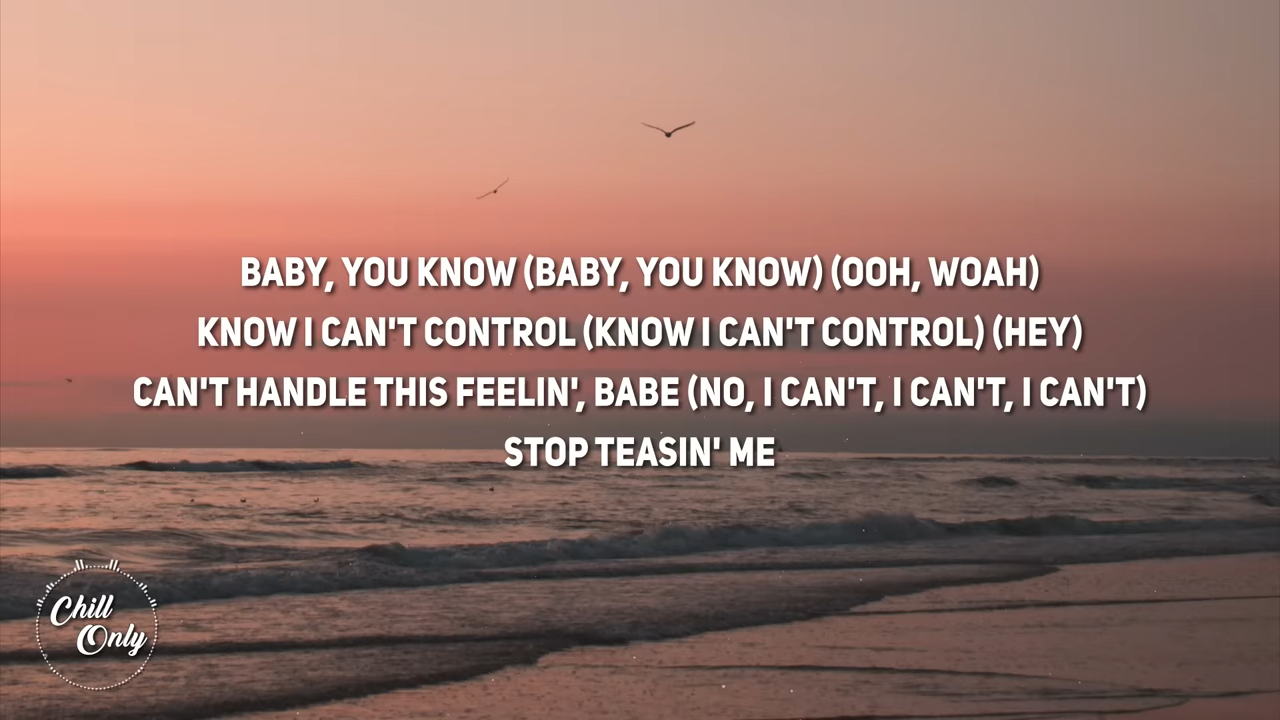 BABY, YOU KNOW (BABY, YOU KNOW) (OOH, WOAH)
KNOW I CAN'T CONTROL (KNOW I CAN'T CONTROL) (HEY)
CAN'T HANDLE THIS FEELIN', BABE (NO, I CAN'T, I CAN'T, I CAN'T)
STOP TEASIN' ME
Chill
Only